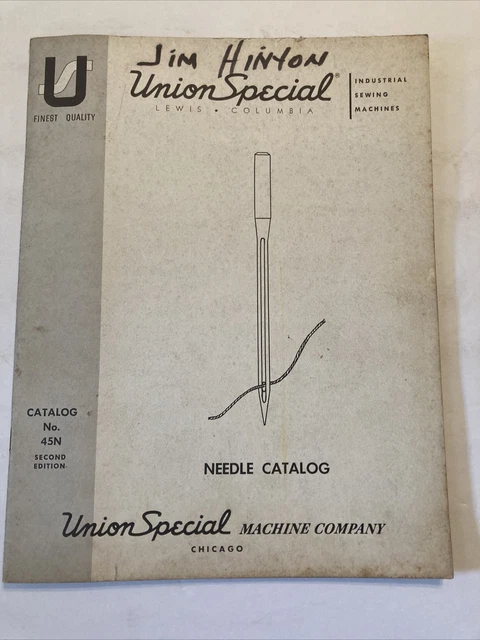 JIM HINYON
Union Special®
LEWIS • COLUMBIA
INDUSTRIAL
SEWING
MACHINES
U S
FINEST QUALITY
CATALOG
No.
45N
SECOND
EDITION
NEEDLE CATALOG
Union Special MACHINE COMPANY
CHICAGO